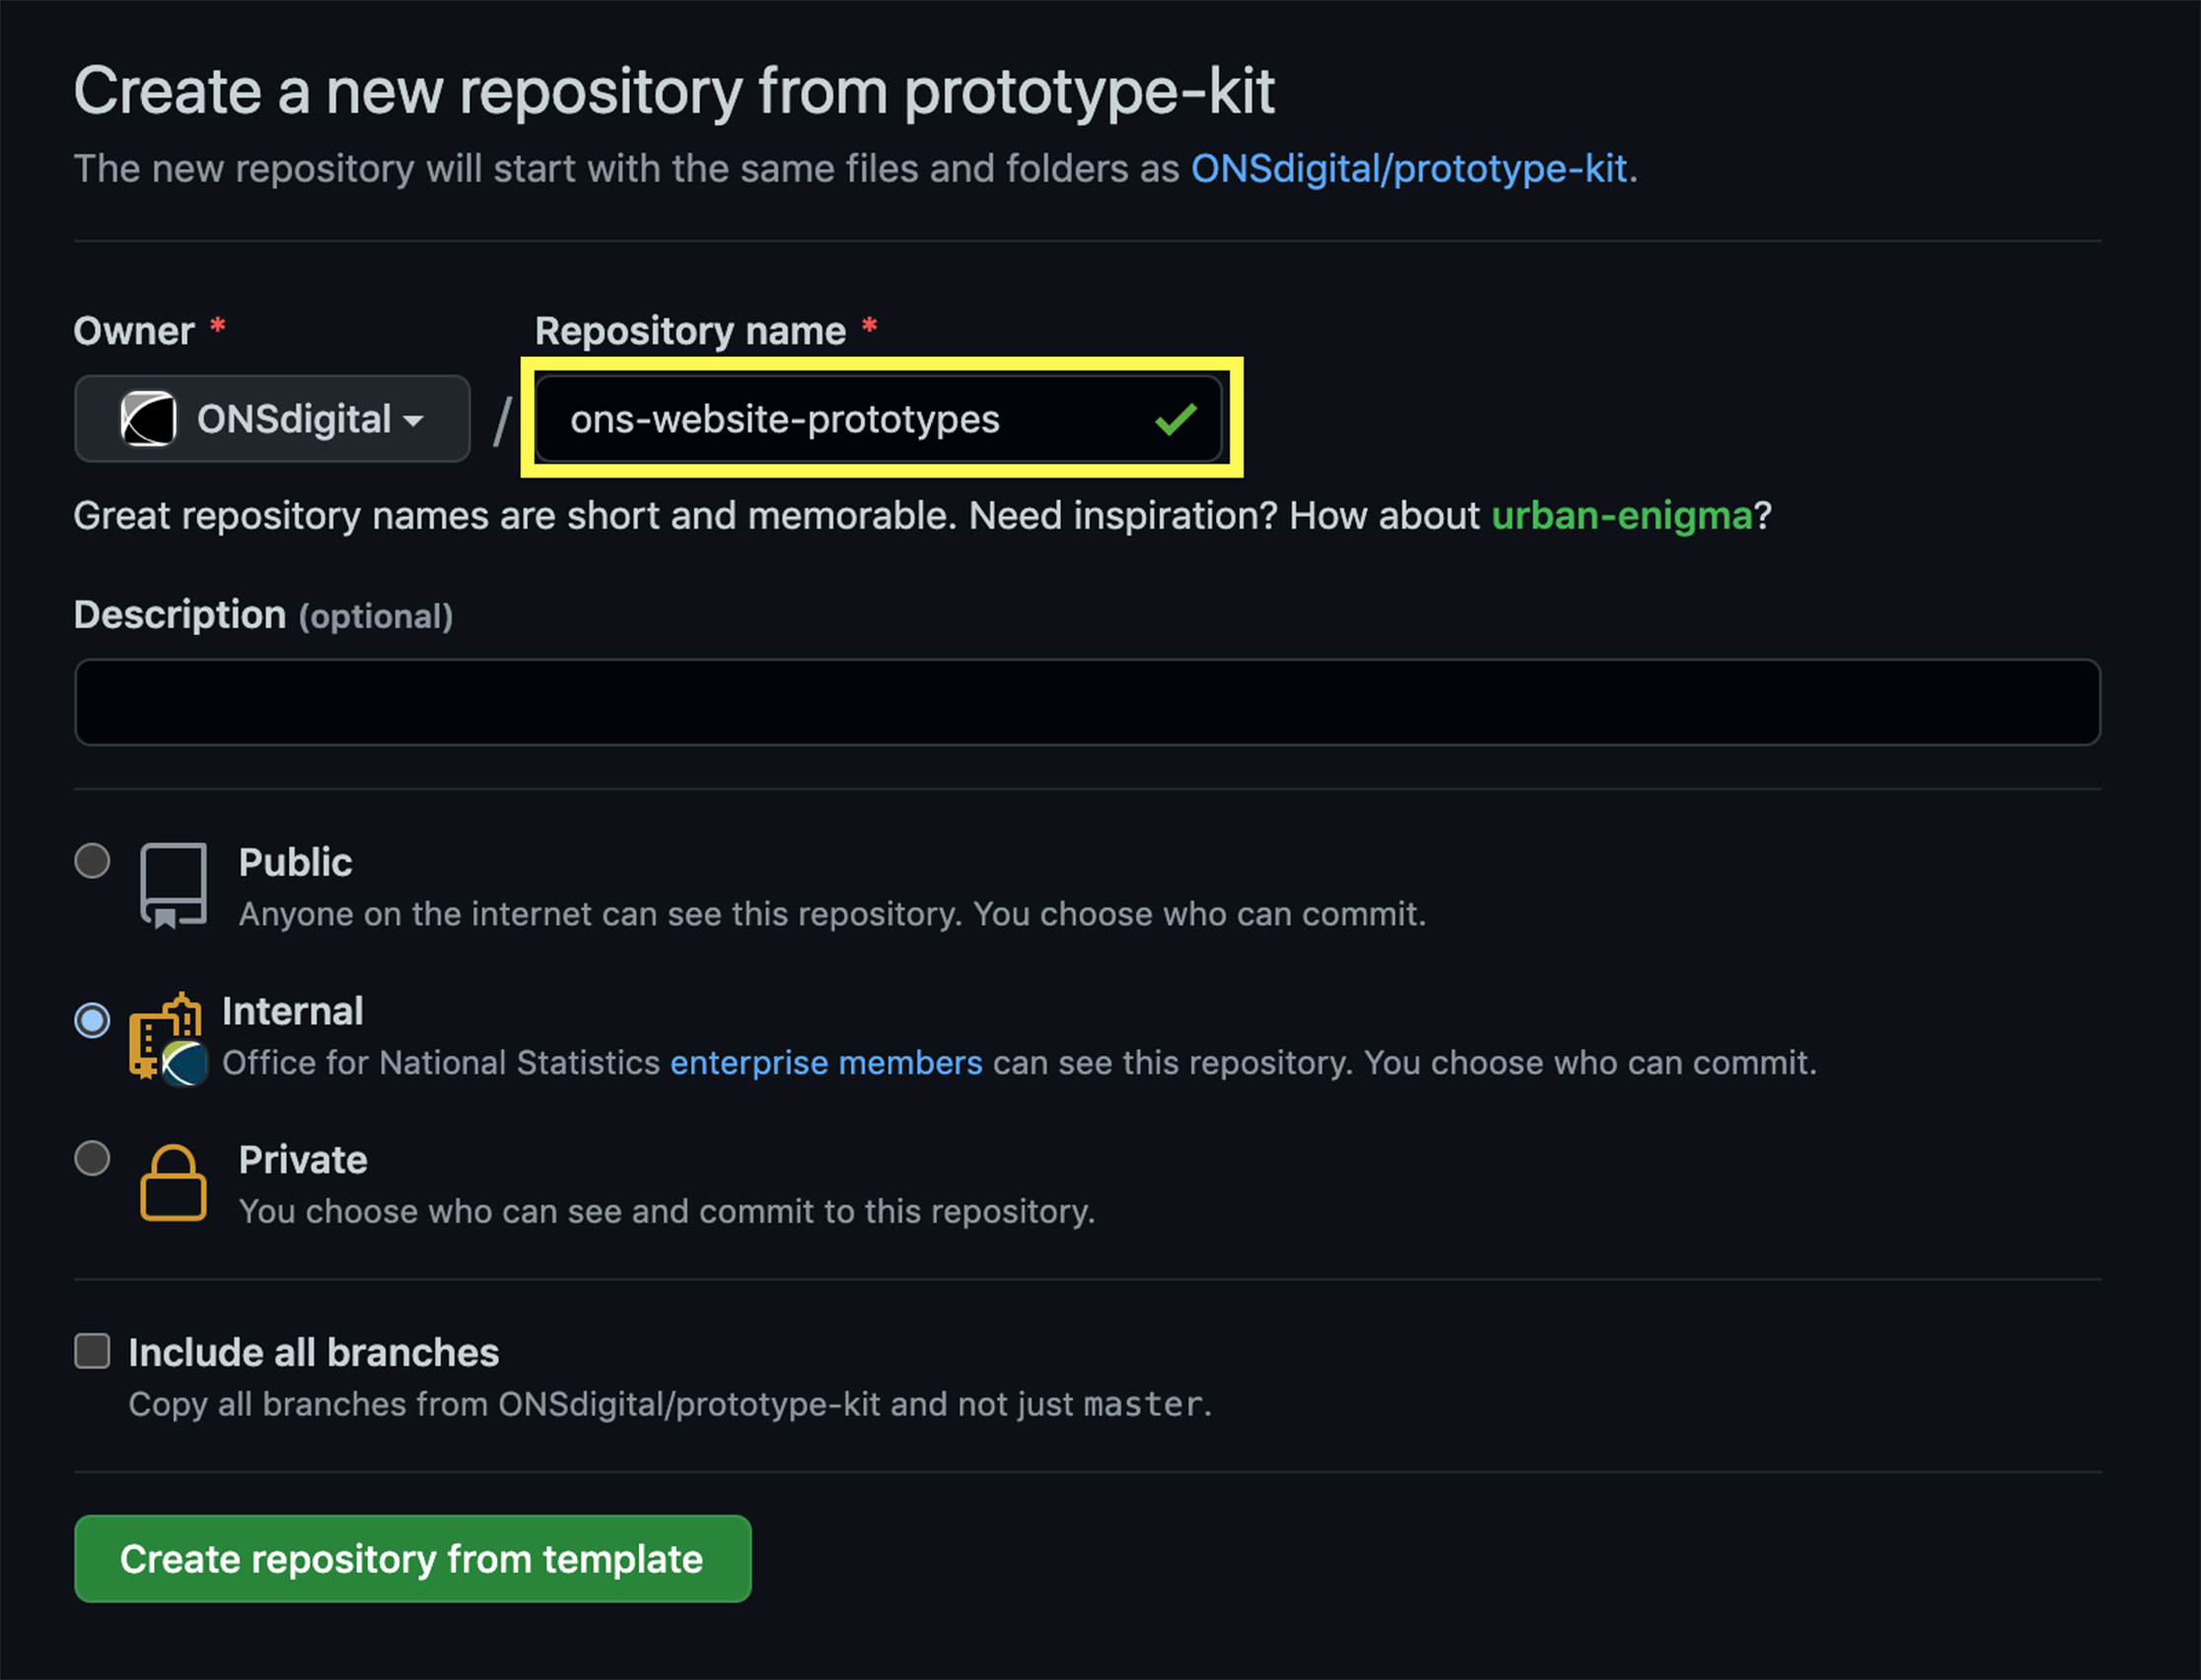 Create a new repository from prototype-kit
The new repository will start with the same files and folders as ONSdigital/prototype-kit.
Owner * Repository name *
ONSdigital / ons-website-prototypes
Great repository names are short and memorable. Need inspiration? How about urban-enigma?
Description (optional)
Public
Anyone on the internet can see this repository. You choose who can commit.
Internal
Office for National Statistics enterprise members can see this repository. You choose who can commit.
Private
You choose who can see and commit to this repository.
Include all branches
Copy all branches from ONSdigital/prototype-kit and not just master.
Create repository from template